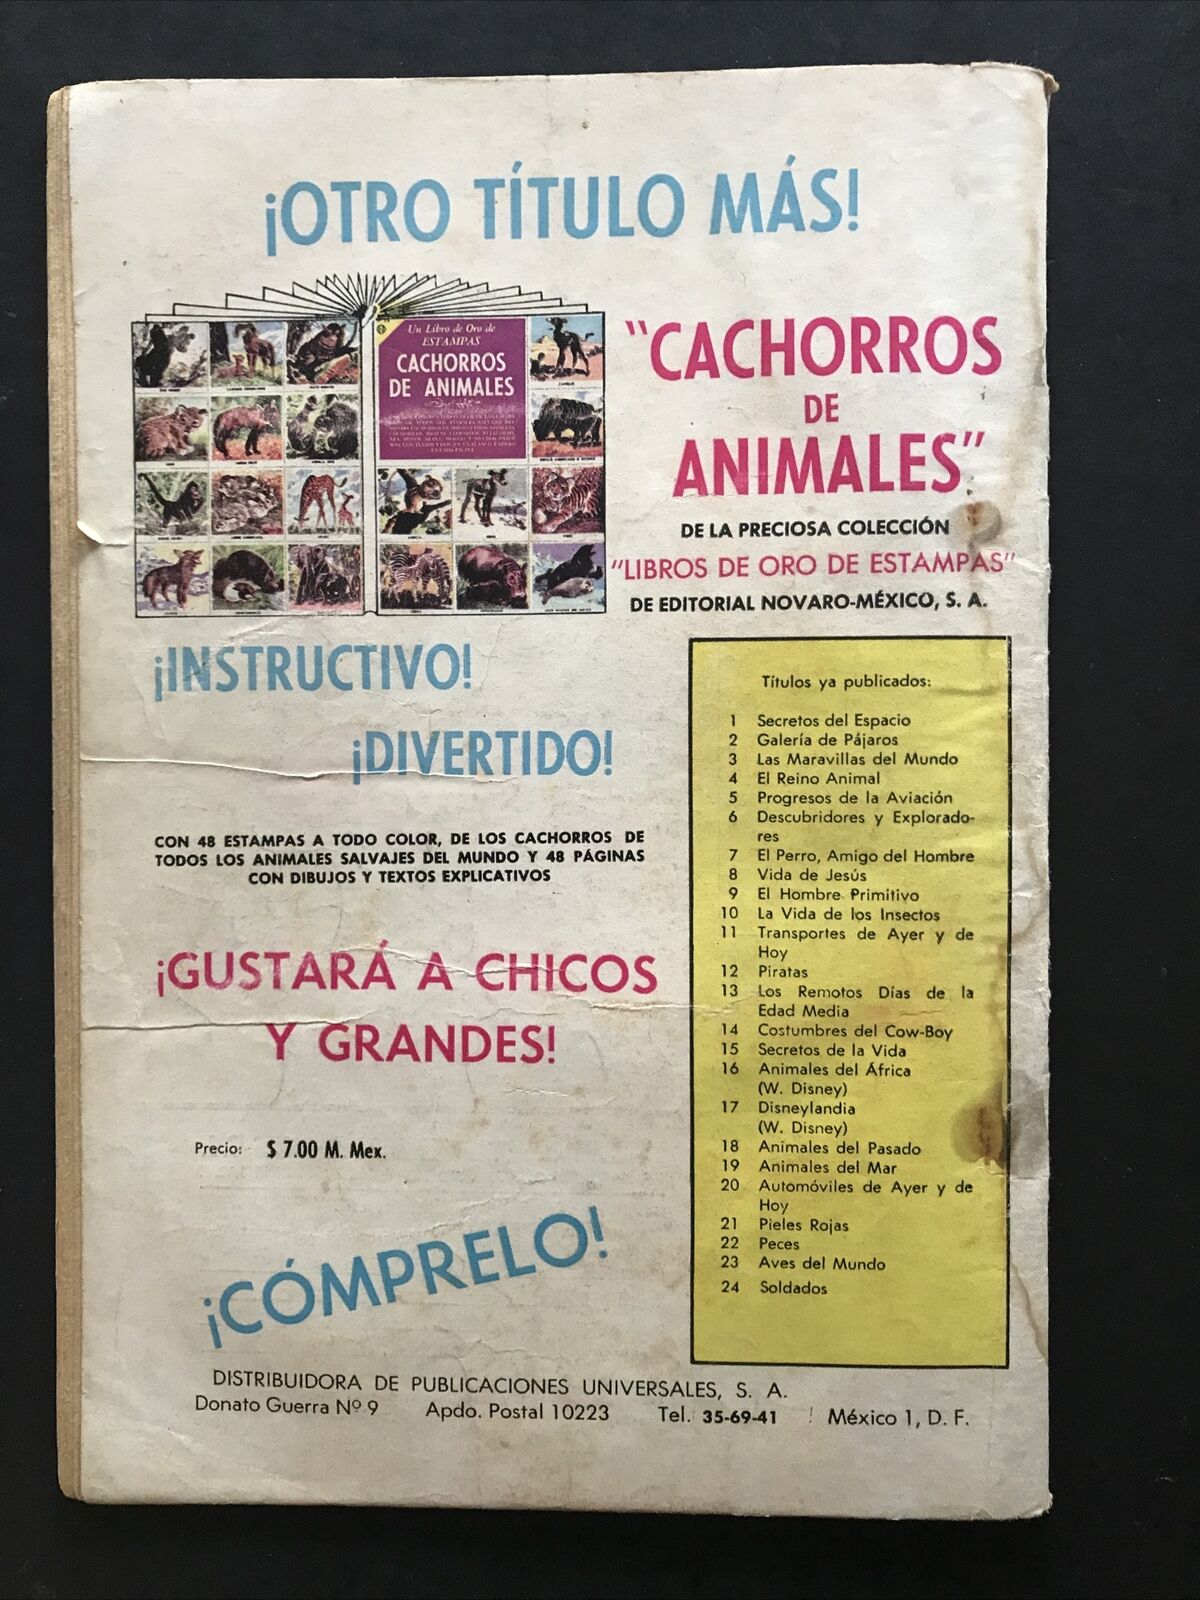 ¡OTRO TÍTULO MÁS!
Un Libro de Oro de
ESTAMPAS
CACHORROS
DE ANIMALES
"CACHORROS
DE
ANIMALES"
DE LA PRECIOSA COLECCIÓN
"LIBROS DE ORO DE ESTAMPAS"
DE EDITORIAL NOVARO-MÉXICO, S. A.
¡INSTRUCTIVO!
¡DIVERTIDO!
CON 48 ESTAMPAS A TODO COLOR, DE LOS CACHORROS DE
TODOS LOS ANIMALES SALVAJES DEL MUNDO Y 48 PÁGINAS
CON DIBUJOS Y TEXTOS EXPLICATIVOS
¡GUSTARÁ A CHICOS
Y GRANDES!
Precio: $ 7.00 M. Mex.
¡CÓMPRELO!
Títulos ya publicados:
1 Secretos del Espacio
2 Galería de Pájaros
3 Las Maravillas del Mundo
4 El Reino Animal
5 Progresos de la Aviación
6 Descubridores y Explorado-
res
7 El Perro, Amigo del Hombre
8 Vida de Jesús
9 El Hombre Primitivo
10 La Vida de los Insectos
11 Transportes de Ayer y de
Hoy
12 Piratas
13 Los Remotos Días de la
Edad Media
14 Costumbres del Cow-Boy
15 Secretos de la Vida
16 Animales del África
(W. Disney)
17 Disneylandia
(W. Disney)
18 Animales del Pasado
19 Animales del Mar
20 Automóviles de Ayer y de
Hoy
21 Pieles Rojas
22 Peces
23 Aves del Mundo
24 Soldados
DISTRIBUIDORA DE PUBLICACIONES UNIVERSALES, S. A.
Donato Guerra Nº 9 Apdo. Postal 10223 Tel. 35-69-41 México 1, D. F.